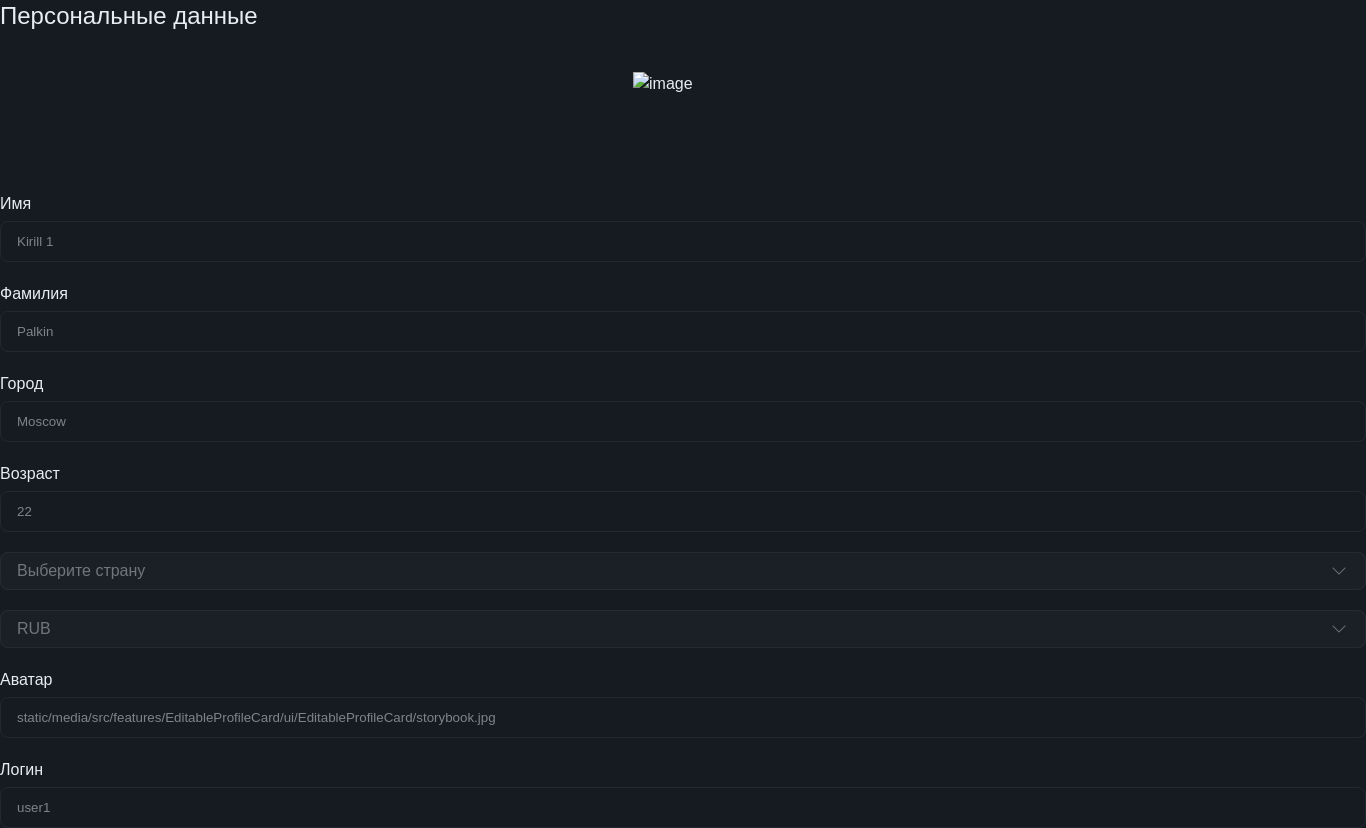 Персональные данные
image
Имя
Kirill 1
Фамилия
Palkin
Город
Moscow
Возраст
22
Выберите страну
RUB
Аватар
static/media/src/features/EditableProfileCard/ui/EditableProfileCard/storybook.jpg
Логин
user1